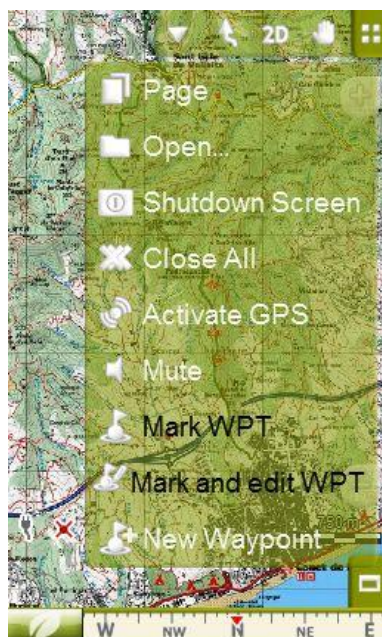 2D
Page
Open...
Shutdown Screen
Close All
Activate GPS
Mute
Mark WPT
Mark and edit WPT
New Waypoint
750 m
W NW N NE E